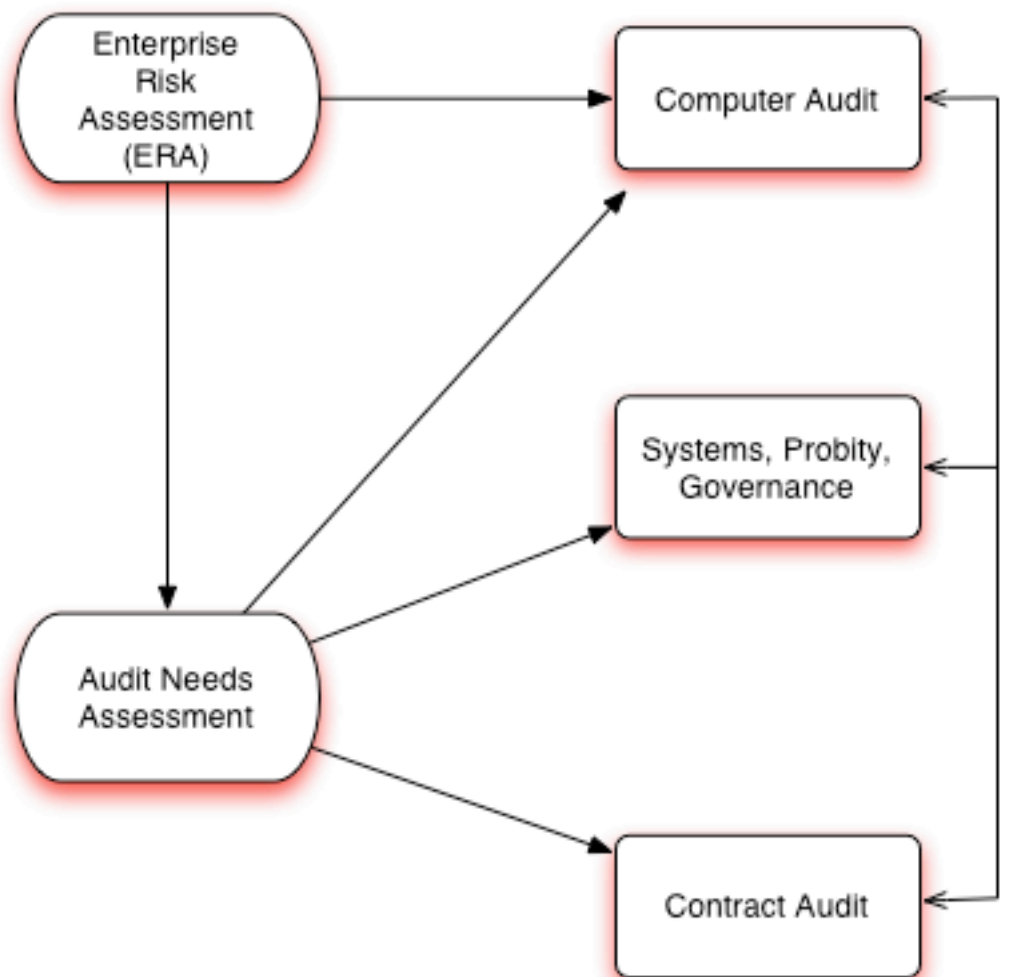 Enterprise
Risk
Assessment
(ERA)
Computer Audit
Systems, Probity,
Governance
Audit Needs
Assessment
Contract Audit